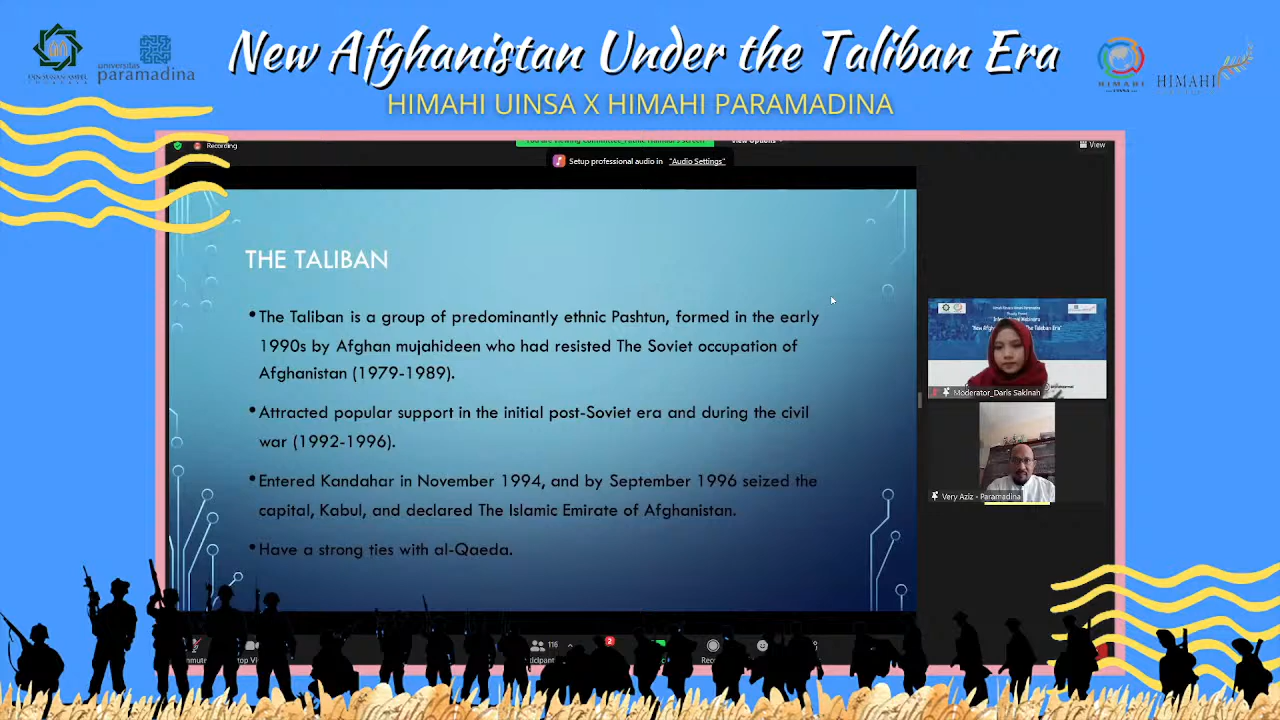 New Afghanistan Under the Taliban Era
HIMAHI UINSA X HIMAHI PARAMADINA
universitas
paramadina
HIMAHI
HIMAHI
Recording
View
Setup professional audio in "Audio Settings"
THE TALIBAN
•The Taliban is a group of predominantly ethnic Pashtun, formed in the early
1990s by Afghan mujahideen who had resisted The Soviet occupation of
Afghanistan (1979-1989).
•Attracted popular support in the initial post-Soviet era and during the civil
war (1992-1996).
•Entered Kandahar in November 1994, and by September 1996 seized the
capital, Kabul, and declared The Islamic Emirate of Afghanistan.
•Have a strong ties with al-Qaeda.
Moderator_Daris Sakinah
Very Aziz - Paramadina
116
2